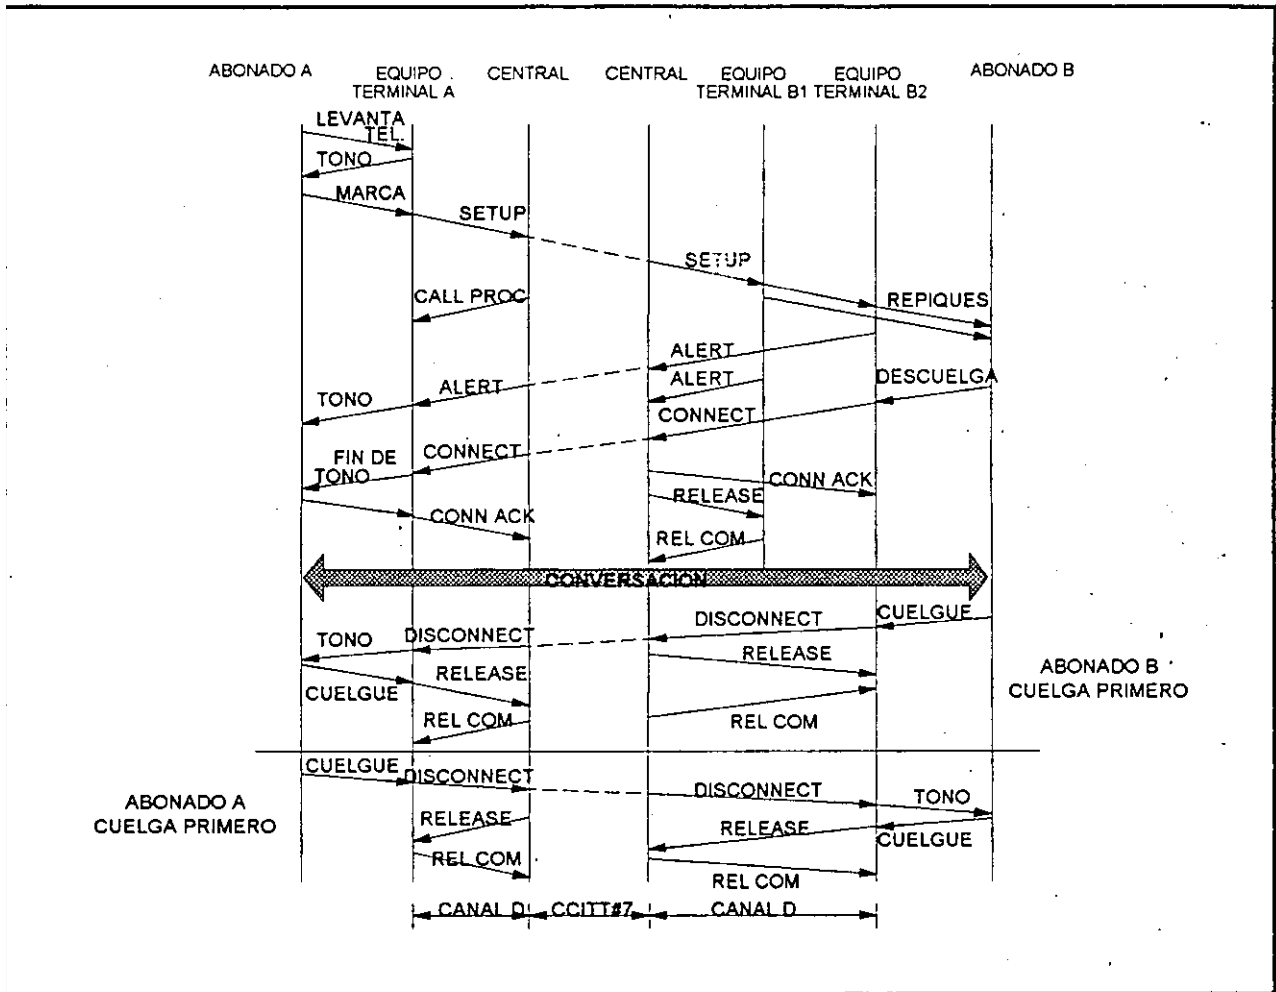 ABONADO A
EQUIPO
TERMINAL A
CENTRAL
CENTRAL
EQUIPO
TERMINAL B1
EQUIPO
TERMINAL B2
ABONADO B
LEVANTA
TEL.
TONO
MARCA
SETUP
SETUP
CALL PROC
REPIQUES
ALERT
ALERT
DESCUELGA
ALERT
TONO
CONNECT
CONNECT
FIN DE
TONO
CONN ACK
RELEASE
CONN ACK
REL COM
CONVERSACION
CUELGUE
DISCONNECT
DISCONNECT
TONO
RELEASE
RELEASE
CUELGUE
ABONADO B
CUELGA PRIMERO
REL COM
REL COM
CUELGUE
DISCONNECT
DISCONNECT
TONO
ABONADO A
CUELGA PRIMERO
RELEASE
RELEASE
CUELGUE
REL COM
REL COM
CANAL D
CCITT#7
CANAL D